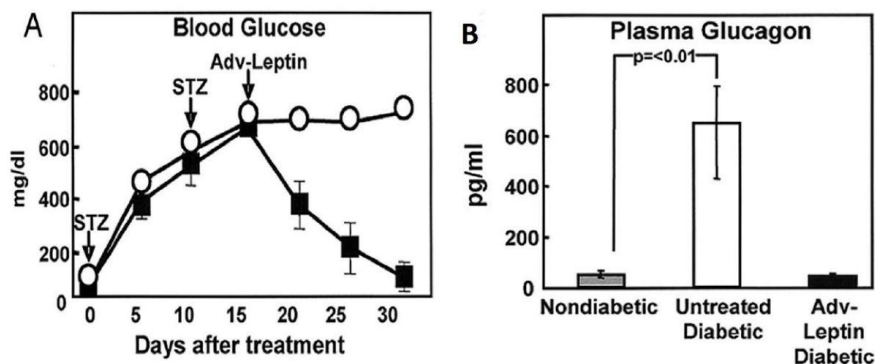 A
Blood Glucose
Adv-Leptin
STZ
STZ
mg/dl
800
600
400
200
0
0 5 10 15 20 25 30
Days after treatment
B
Plasma Glucagon
p=<0.01
pg/ml
800
600
400
200
0
Nondiabetic
Untreated
Diabetic
Adv-
Leptin
Diabetic